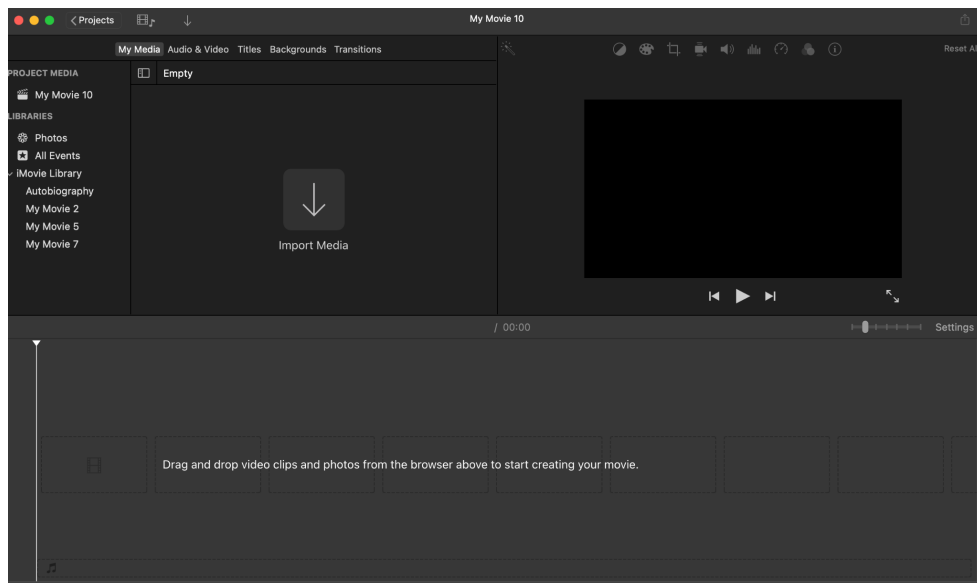 Projects
My Movie 10
My Media Audio & Video Titles Backgrounds Transitions
Reset Al
PROJECT MEDIA
Empty
My Movie 10
LIBRARIES
Photos
All Events
iMovie Library
Autobiography
My Movie 2
My Movie 5
My Movie 7
Import Media
/ 00:00
Settings
Drag and drop video clips and photos from the browser above to start creating your movie.